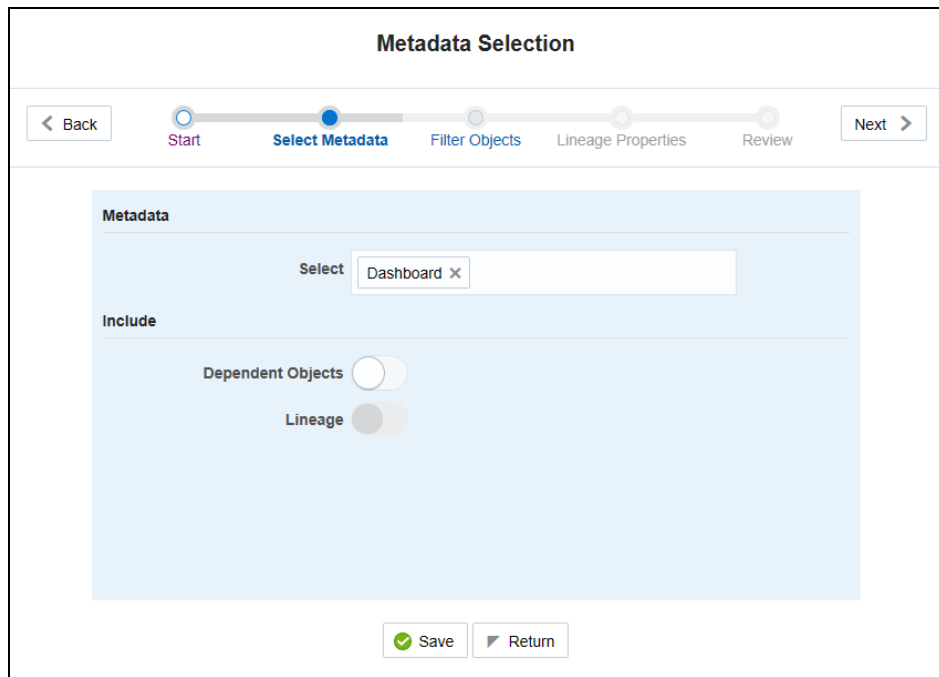 Metadata Selection
Back
Start
Select Metadata
Filter Objects
Lineage Properties
Review
Next
Metadata
Select
Dashboard
Include
Dependent Objects
Lineage
Save
Return